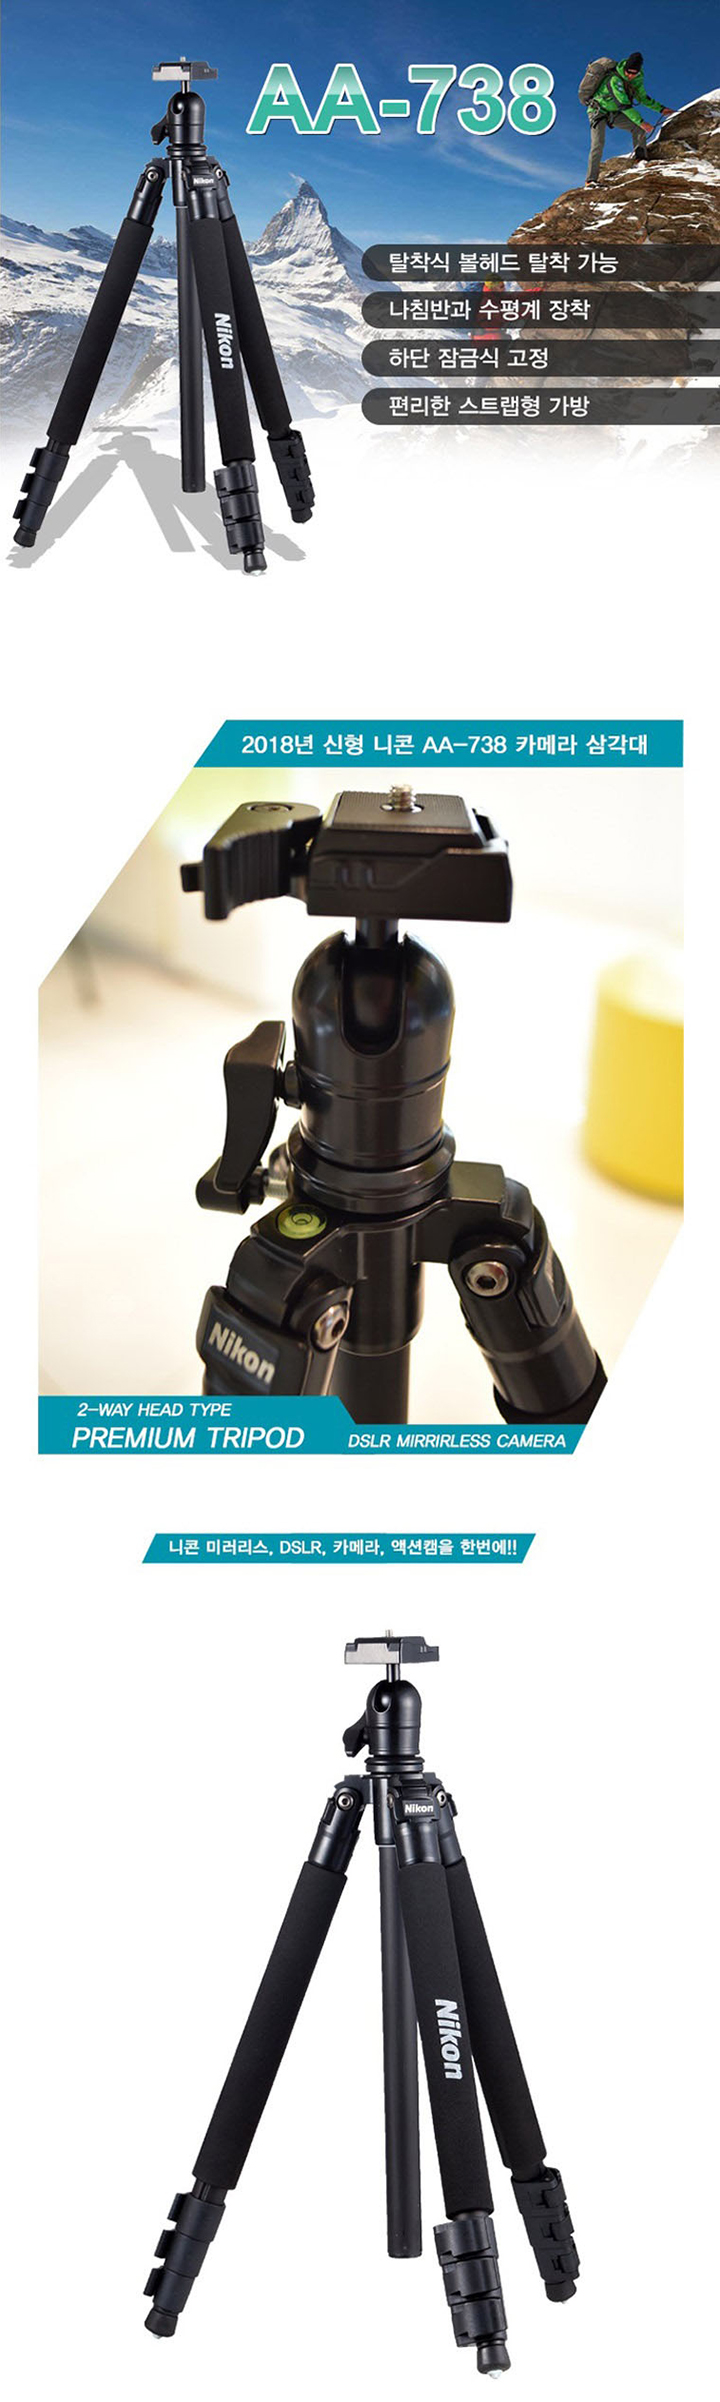 AA-738
Nikon
Nikon
탈착식 볼헤드 탈착 가능
나침반과 수평계 장착
하단 잠금식 고정
편리한 스트랩형 가방
2018년 신형 니콘 AA-738 카메라 삼각대
Nikon
2-WAY HEAD TYPE
PREMIUM TRIPOD
DSLR MIRRIRLESS CAMERA
니콘 미러리스, DSLR, 카메라, 액션캠을 한번에!!
Nikon
Nikon